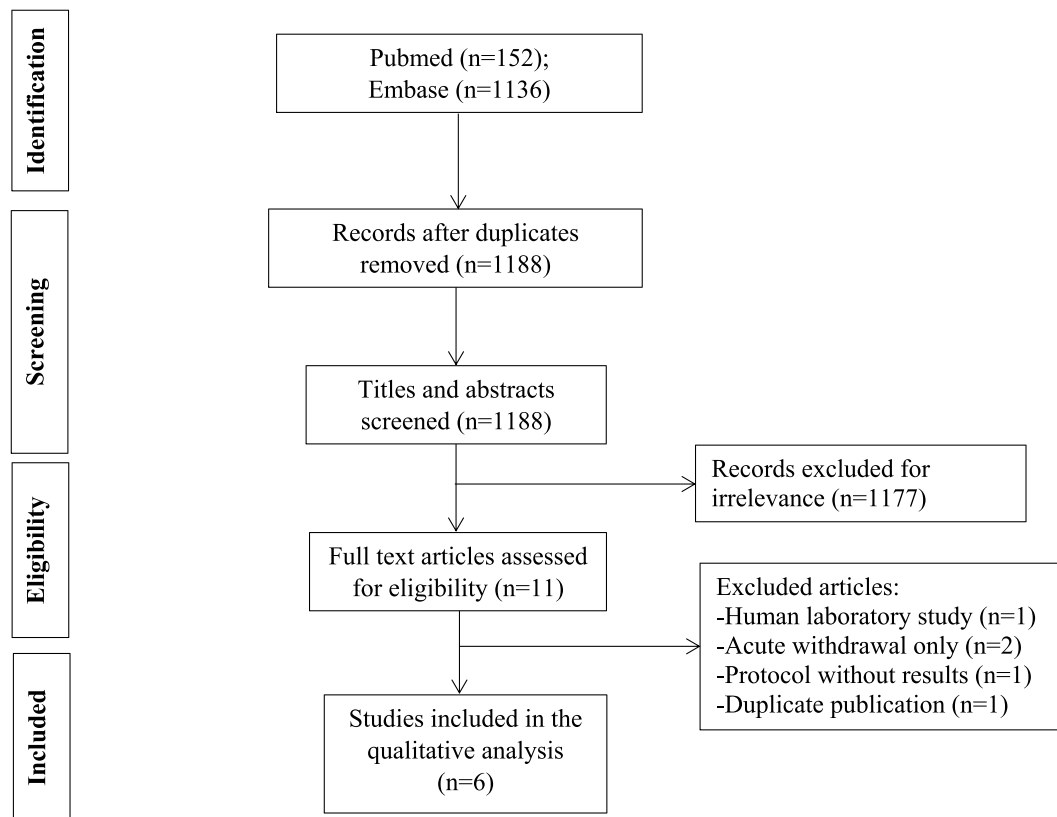 Identification
Pubmed (n=152);
Embase (n=1136)
Screening
Records after duplicates
removed (n=1188)
Titles and abstracts
screened (n=1188)
Records excluded for
irrelevance (n=1177)
Eligibility
Full text articles assessed
for eligibility (n=11)
Excluded articles:
-Human laboratory study (n=1)
-Acute withdrawal only (n=2)
-Protocol without results (n=1)
-Duplicate publication (n=1)
Included
Studies included in the
qualitative analysis
(n=6)